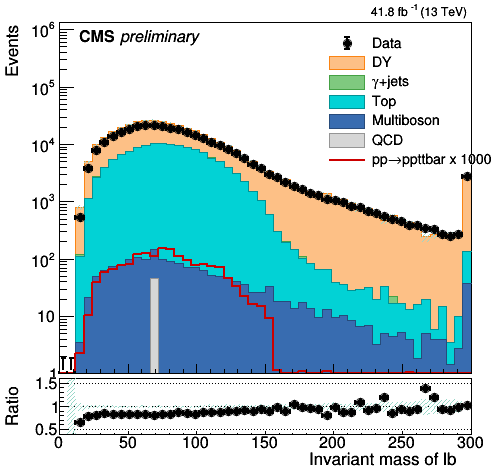 41.8 fb⁻¹ (13 TeV)
CMS preliminary
Events
10⁶
10⁵
10⁴
10³
10²
10
1
Data
DY
γ+jets
Top
Multiboson
QCD
pp→ppttbar x 1000
Ratio
1.5
1
0.5
0 50 100 150 200 250 300
Invariant mass of lb